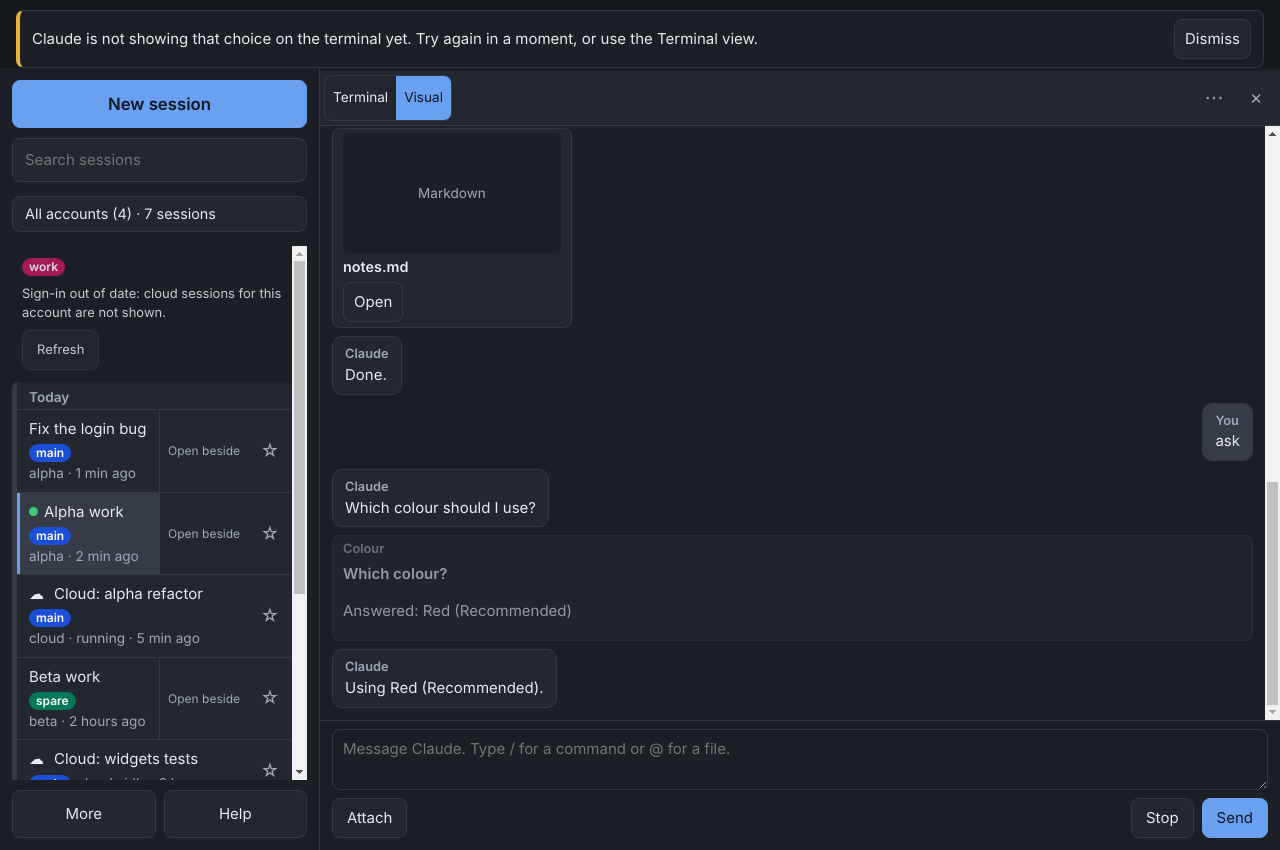 Claude is not showing that choice on the terminal yet. Try again in a moment, or use the Terminal view.
Dismiss
New session
Search sessions
All accounts (4) · 7 sessions
work
Sign-in out of date: cloud sessions for this
account are not shown.
Refresh
Today
Fix the login bug
main
alpha · 1 min ago
Open beside
Alpha work
main
alpha · 2 min ago
Open beside
Cloud: alpha refactor
main
cloud · running · 5 min ago
Beta work
spare
beta · 2 hours ago
Open beside
Cloud: widgets tests
More
Help
Terminal
Visual
Markdown
notes.md
Open
Claude
Done.
You
ask
Claude
Which colour should I use?
Colour
Which colour?
Answered: Red (Recommended)
Claude
Using Red (Recommended).
Message Claude. Type / for a command or @ for a file.
Attach
Stop
Send